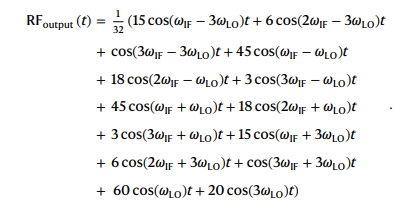 RF_output (t) = 1/32 (15 cos(ω_IF − 3ω_LO)t + 6 cos(2ω_IF − 3ω_LO)t
+ cos(3ω_IF − 3ω_LO)t + 45 cos(ω_IF − ω_LO)t
+ 18 cos(2ω_IF − ω_LO)t + 3 cos(3ω_IF − ω_LO)t
+ 45 cos(ω_IF + ω_LO)t + 18 cos(2ω_IF + ω_LO)t
+ 3 cos(3ω_IF + ω_LO)t + 15 cos(ω_IF + 3ω_LO)t
+ 6 cos(2ω_IF + 3ω_LO)t + cos(3ω_IF + 3ω_LO)t
+ 60 cos(ω_LO)t + 20 cos(3ω_LO)t)